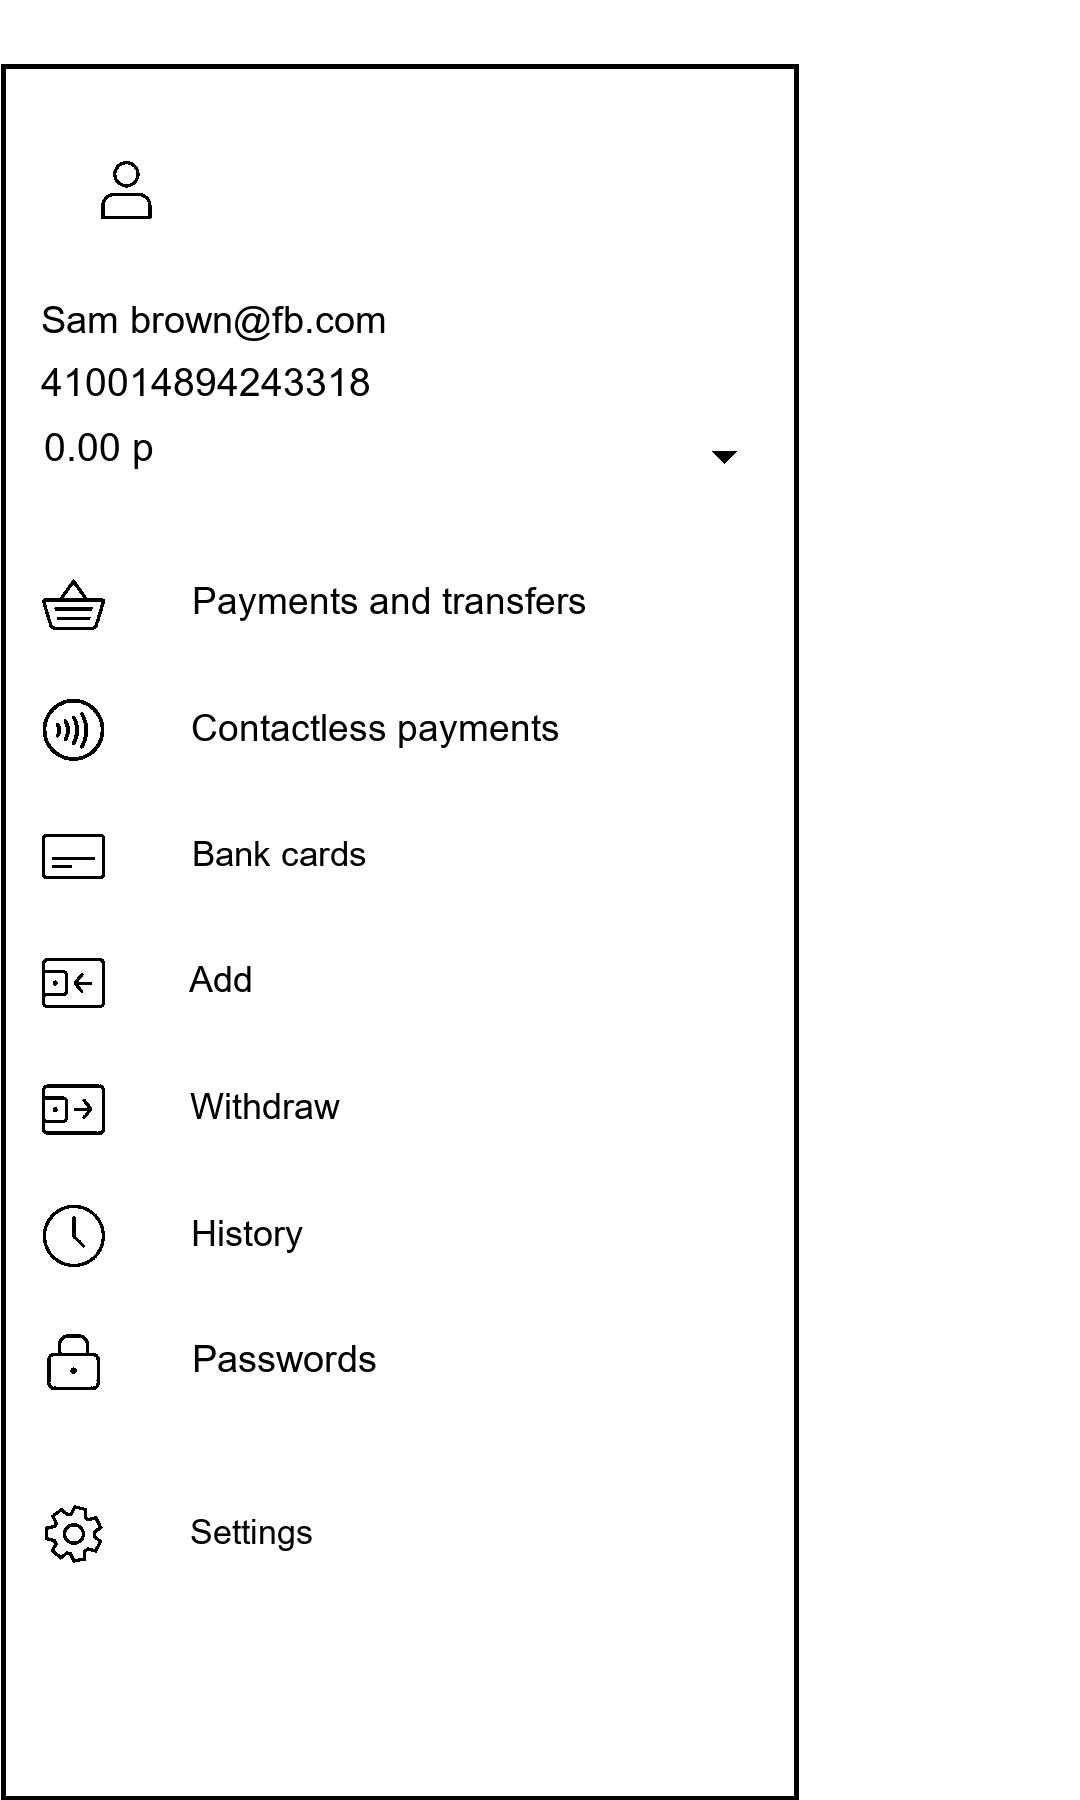 Sam brown@fb.com
410014894243318
0.00 p
Payments and transfers
Contactless payments
Bank cards
Add
Withdraw
History
Passwords
Settings